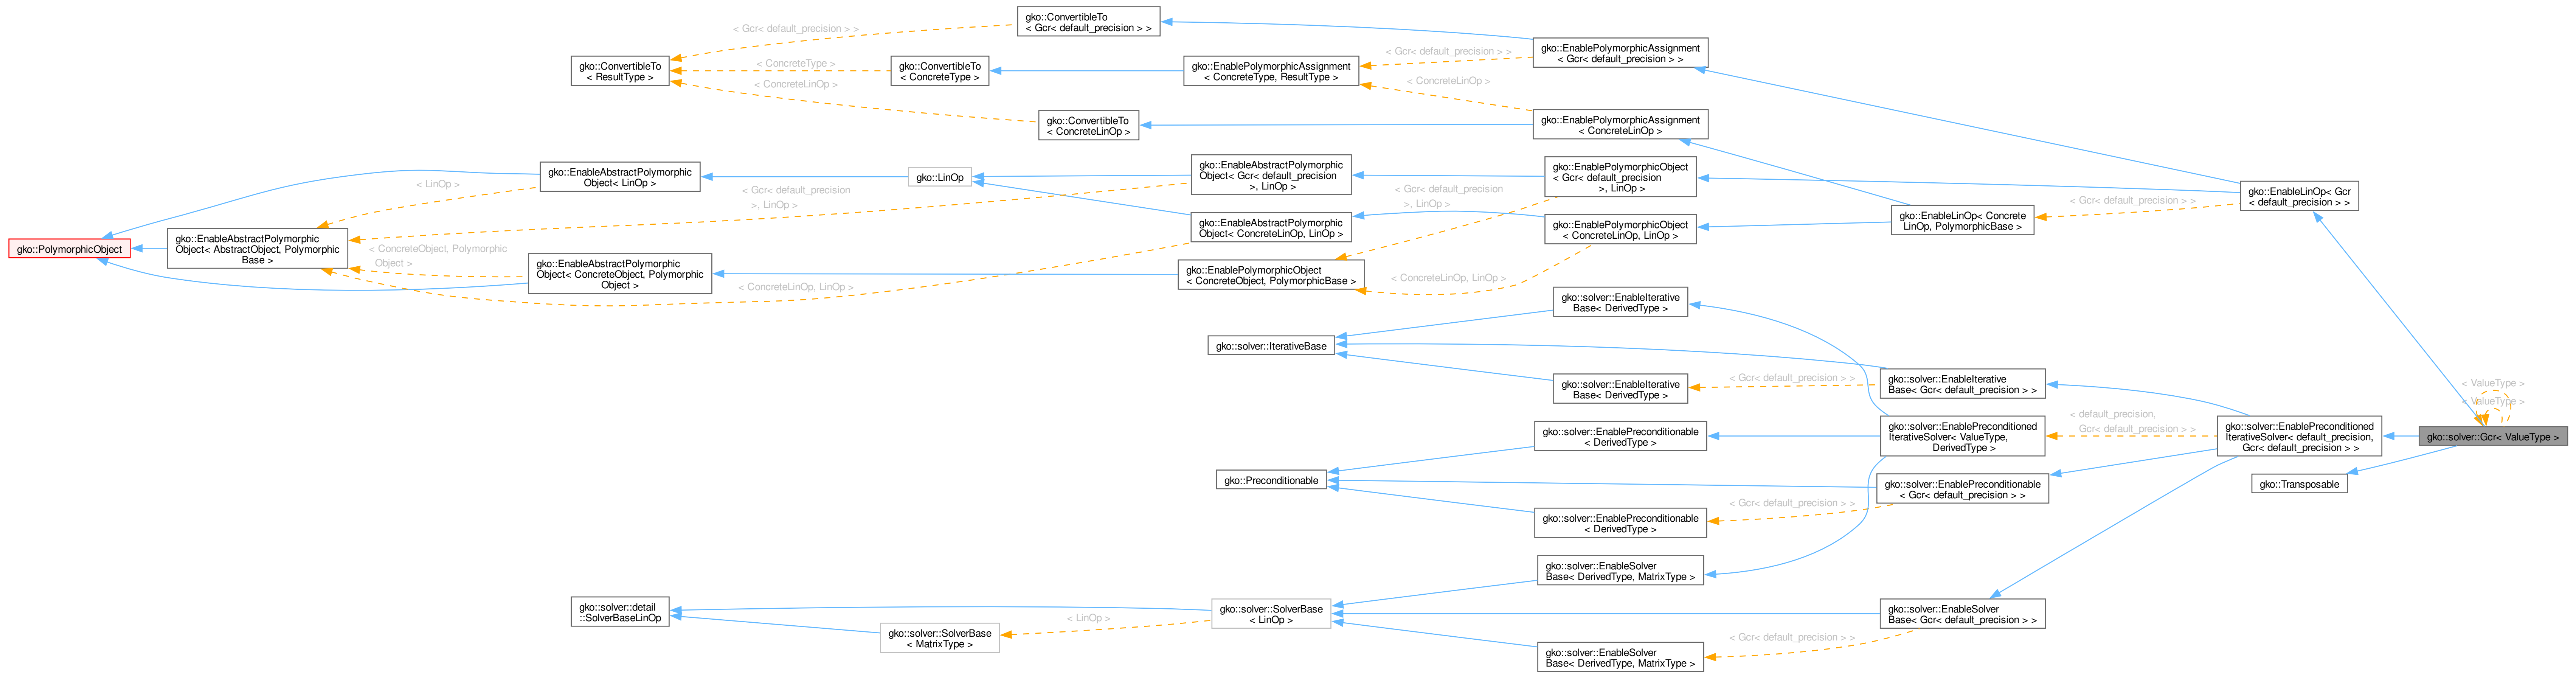 gko::ConvertibleTo
< Gcr< default_precision > >
< Gcr< default_precision > >
gko::EnablePolymorphicAssignment
< Gcr< default_precision > >
< Gcr< default_precision > >
gko::ConvertibleTo
< ResultType >
< ConcreteType >
gko::ConvertibleTo
< ConcreteType >
gko::EnablePolymorphicAssignment
< ConcreteType, ResultType >
< ConcreteLinOp >
< ConcreteLinOp >
gko::ConvertibleTo
< ConcreteLinOp >
gko::EnablePolymorphicAssignment
< ConcreteLinOp >
gko::EnableAbstractPolymorphic
Object< LinOp >
< LinOp >
gko::LinOp
gko::EnableAbstractPolymorphic
Object< Gcr< default_precision
>, LinOp >
gko::EnablePolymorphicObject
< Gcr< default_precision
>, LinOp >
< Gcr< default_precision
>, LinOp >
< Gcr< default_precision
>, LinOp >
gko::EnableLinOp< Gcr
< default_precision > >
< Gcr< default_precision > >
gko::EnableLinOp< Concrete
LinOp, PolymorphicBase >
gko::EnableAbstractPolymorphic
Object< ConcreteLinOp, LinOp >
gko::EnablePolymorphicObject
< ConcreteLinOp, LinOp >
gko::PolymorphicObject
gko::EnableAbstractPolymorphic
Object< AbstractObject, Polymorphic
Base >
< ConcreteObject, Polymorphic
Object >
gko::EnableAbstractPolymorphic
Object< ConcreteObject, Polymorphic
Object >
gko::EnablePolymorphicObject
< ConcreteObject, PolymorphicBase >
< ConcreteLinOp, LinOp >
< ConcreteLinOp, LinOp >
gko::solver::EnableIterative
Base< DerivedType >
gko::solver::IterativeBase
gko::solver::EnableIterative
Base< DerivedType >
< Gcr< default_precision > >
gko::solver::EnableIterative
Base< Gcr< default_precision > >
< ValueType >
< ValueType >
gko::solver::EnablePreconditionable
< DerivedType >
gko::solver::EnablePreconditioned
IterativeSolver< ValueType,
DerivedType >
< default_precision,
Gcr< default_precision > >
gko::solver::EnablePreconditioned
IterativeSolver< default_precision,
Gcr< default_precision > >
gko::solver::Gcr< ValueType >
gko::Preconditionable
gko::solver::EnablePreconditionable
< Gcr< default_precision > >
gko::Transposable
< Gcr< default_precision > >
gko::solver::EnablePreconditionable
< DerivedType >
gko::solver::EnableSolver
Base< DerivedType, MatrixType >
gko::solver::detail
::SolverBaseLinOp
gko::solver::SolverBase
< LinOp >
< LinOp >
gko::solver::SolverBase
< MatrixType >
gko::solver::EnableSolver
Base< Gcr< default_precision > >
< Gcr< default_precision > >
gko::solver::EnableSolver
Base< DerivedType, MatrixType >